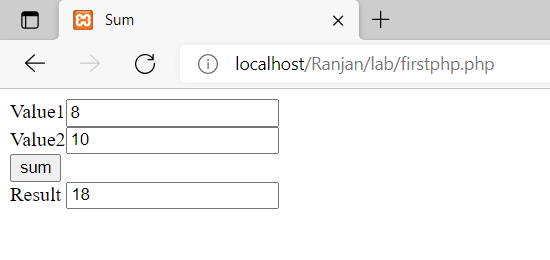 Sum
localhost/Ranjan/lab/firstphp.php
Value1 8
Value2 10
sum
Result 18